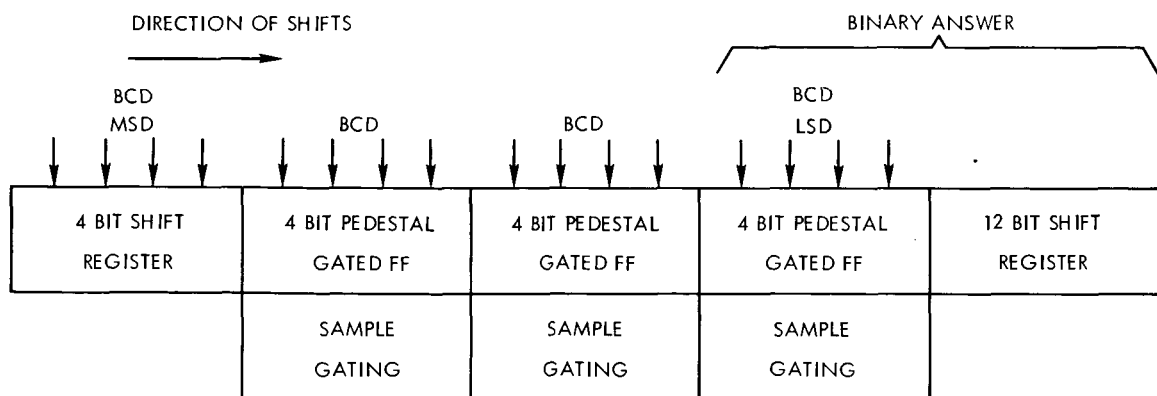 DIRECTION OF SHIFTS
BINARY ANSWER
BCD
MSD
BCD
BCD
BCD
LSD
4 BIT SHIFT
REGISTER
4 BIT PEDESTAL
GATED FF
4 BIT PEDESTAL
GATED FF
4 BIT PEDESTAL
GATED FF
12 BIT SHIFT
REGISTER
SAMPLE
GATING
SAMPLE
GATING
SAMPLE
GATING